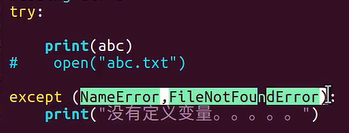 try:
print(abc)
# open("abc.txt")
except (NameError,FileNotFoundError):
print("没有定义变量。。。。。")